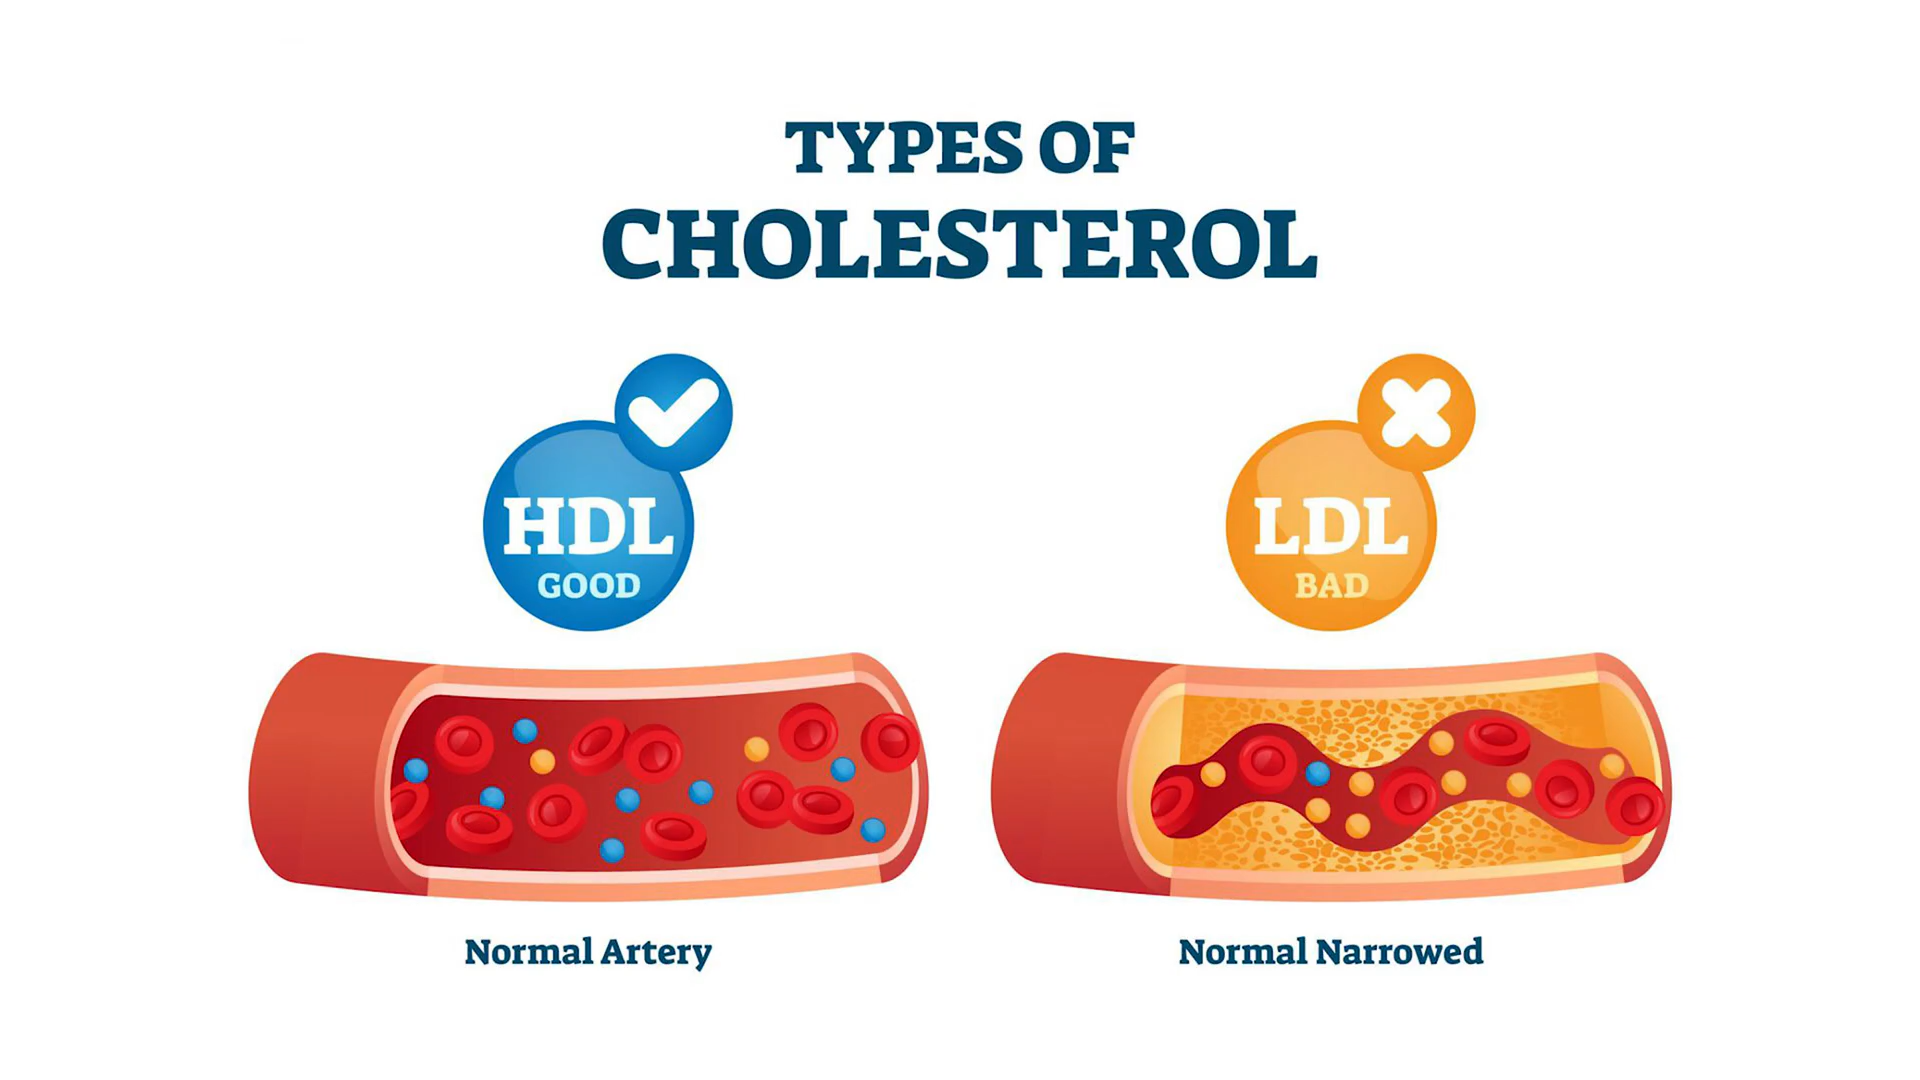 TYPES OF
CHOLESTEROL
HDL
GOOD
LDL
BAD
Normal Artery
Normal Narrowed